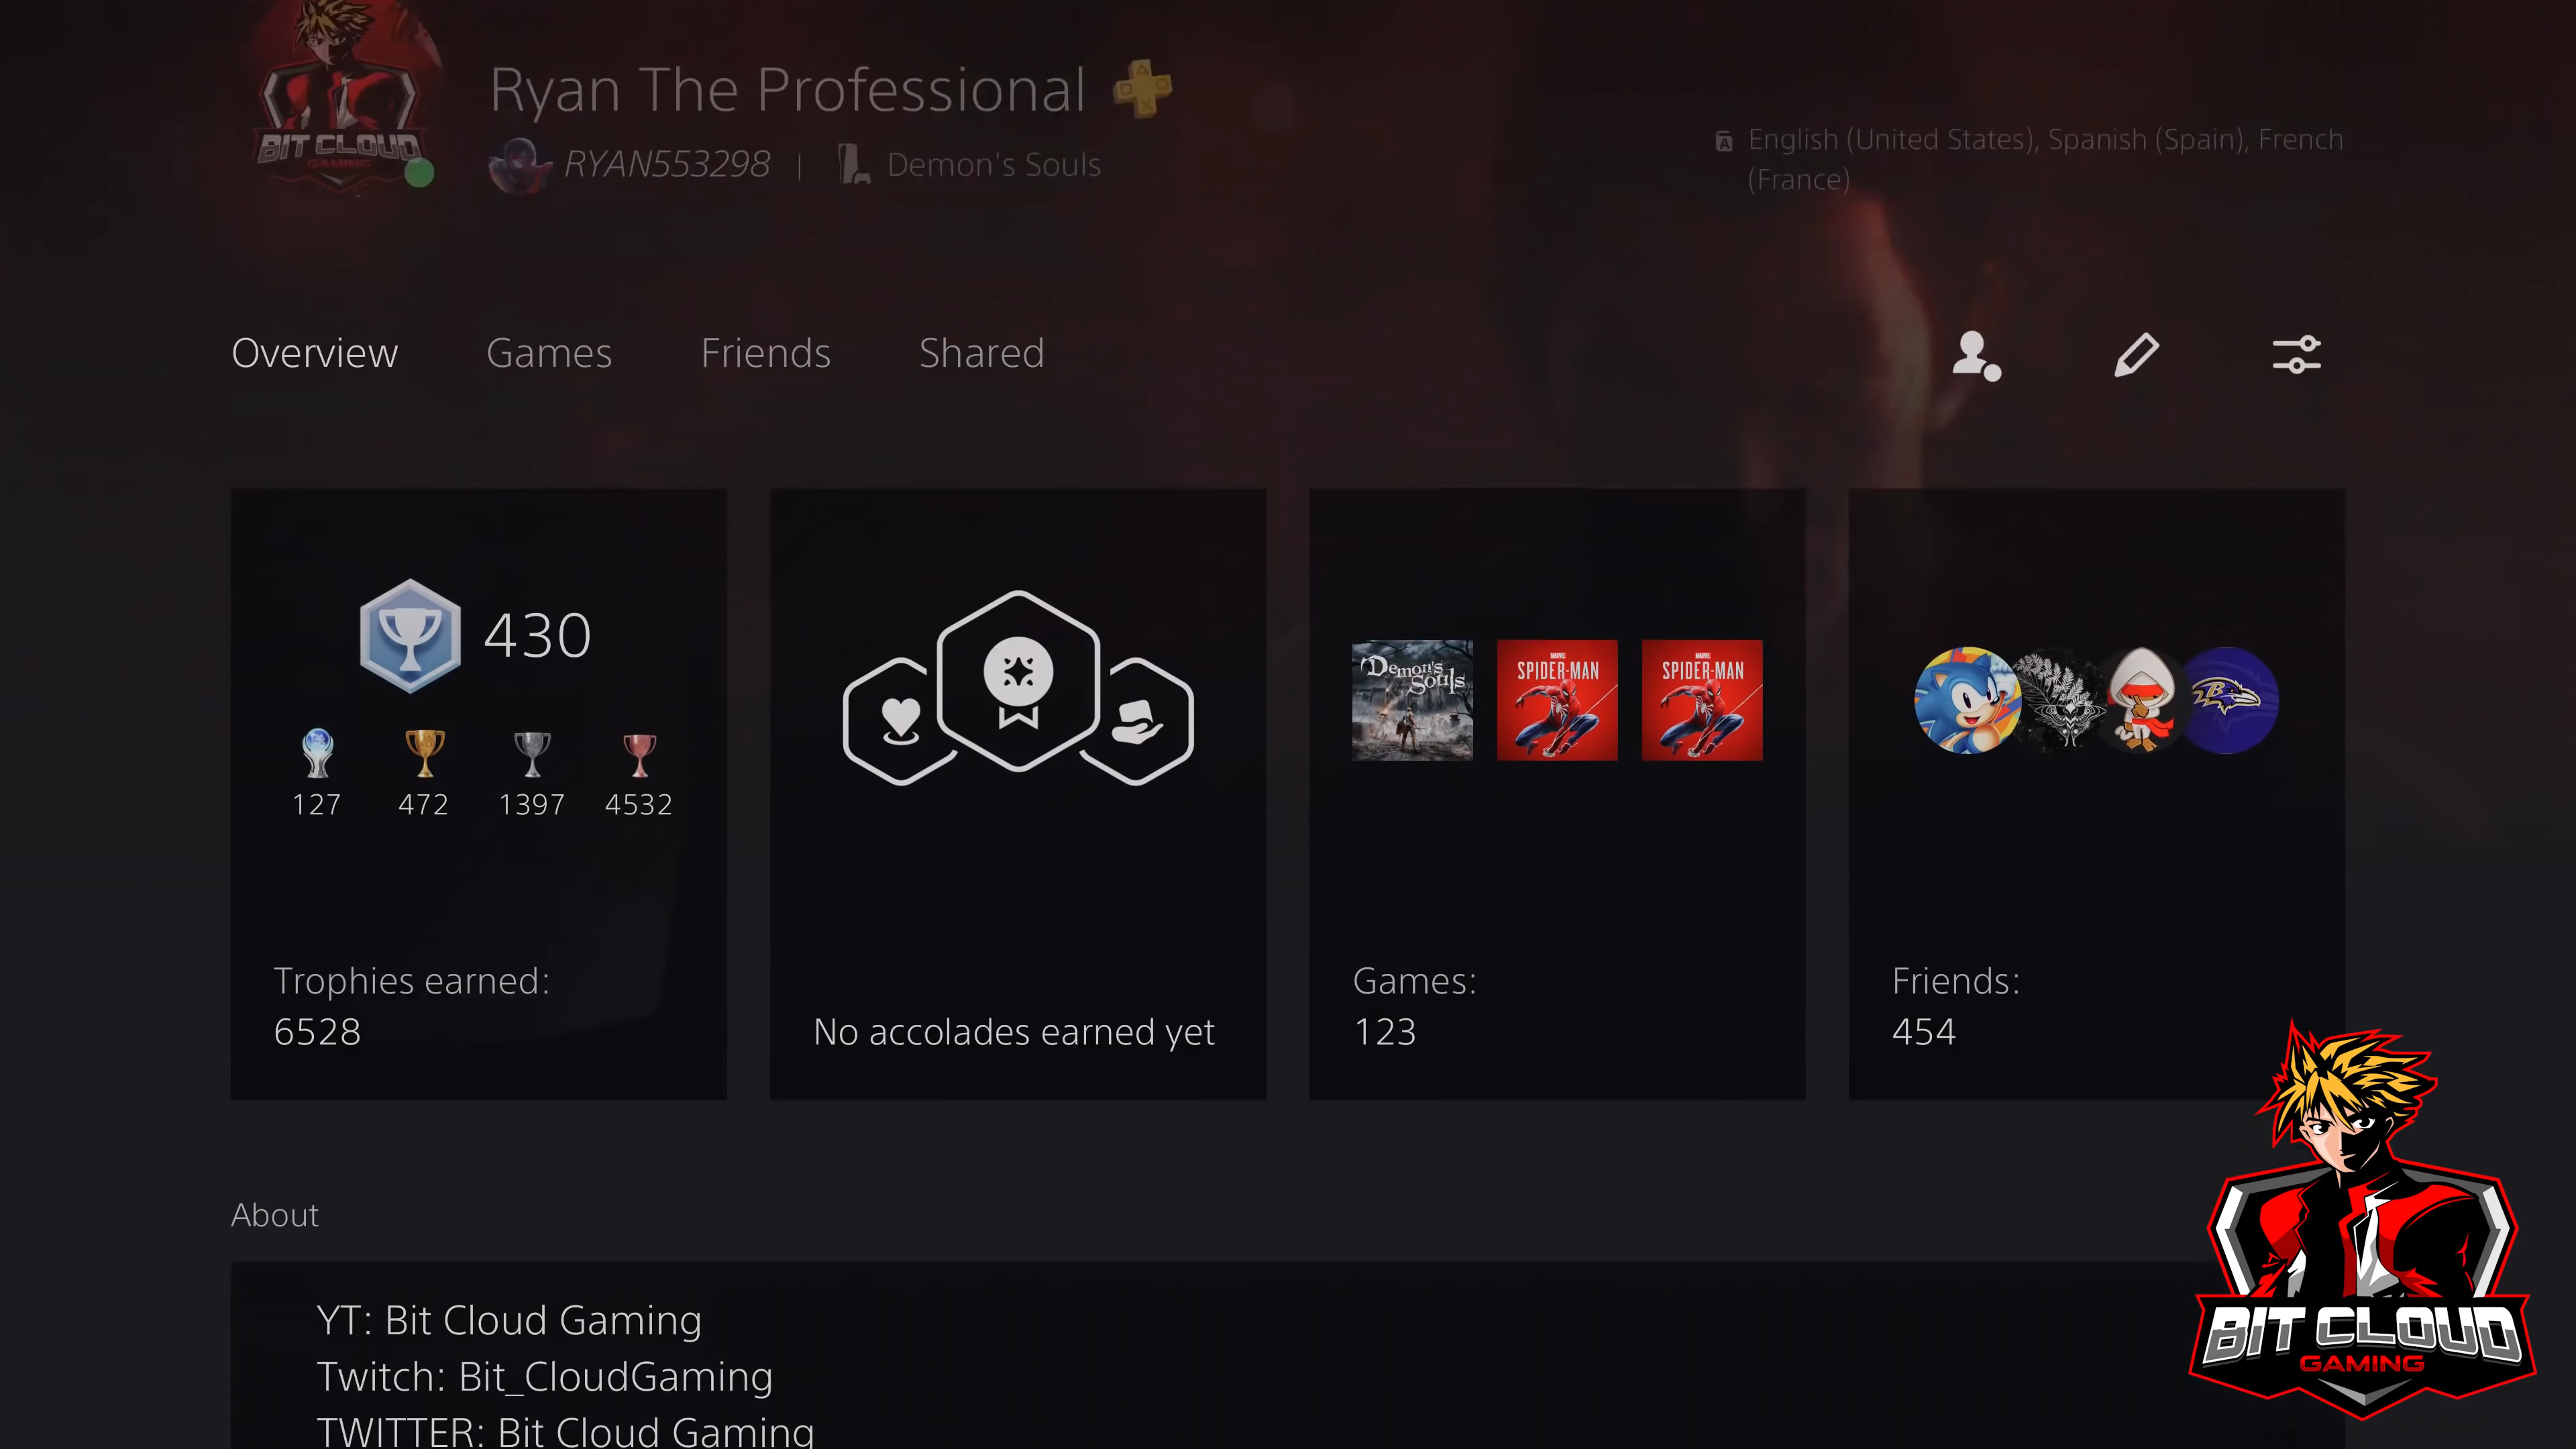 Ryan The Professional
RYAN553298 | Demon's Souls
BIT CLOUD
GAMING
English (United States), Spanish (Spain), French
(France)
Overview Games Friends Shared
430
127 472 1397 4532
Trophies earned:
6528
No accolades earned yet
Demon's
Souls
MARVEL
SPIDER-MAN
MARVEL
SPIDER-MAN
Games:
123
B
Friends:
454
About
YT: Bit Cloud Gaming
Twitch: Bit_CloudGaming
TWITTER: Bit Cloud Gaming
BIT CLOUD
GAMING